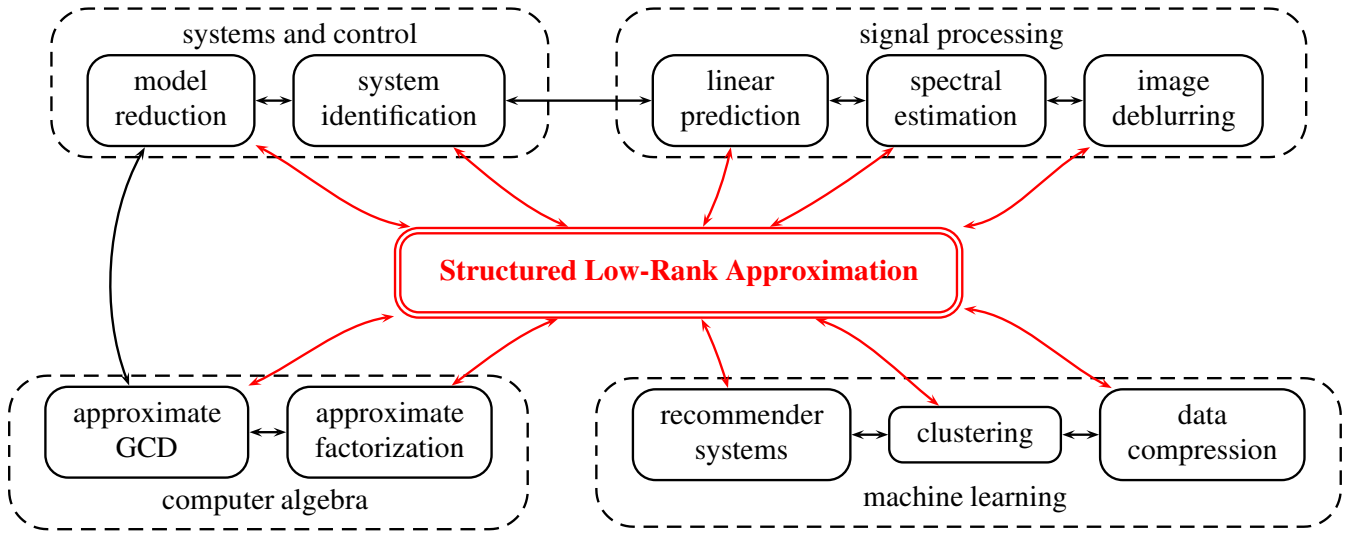 systems and control
model
reduction
system
identification
signal processing
linear
prediction
spectral
estimation
image
deblurring
Structured Low-Rank Approximation
approximate
GCD
approximate
factorization
computer algebra
recommender
systems
clustering
data
compression
machine learning